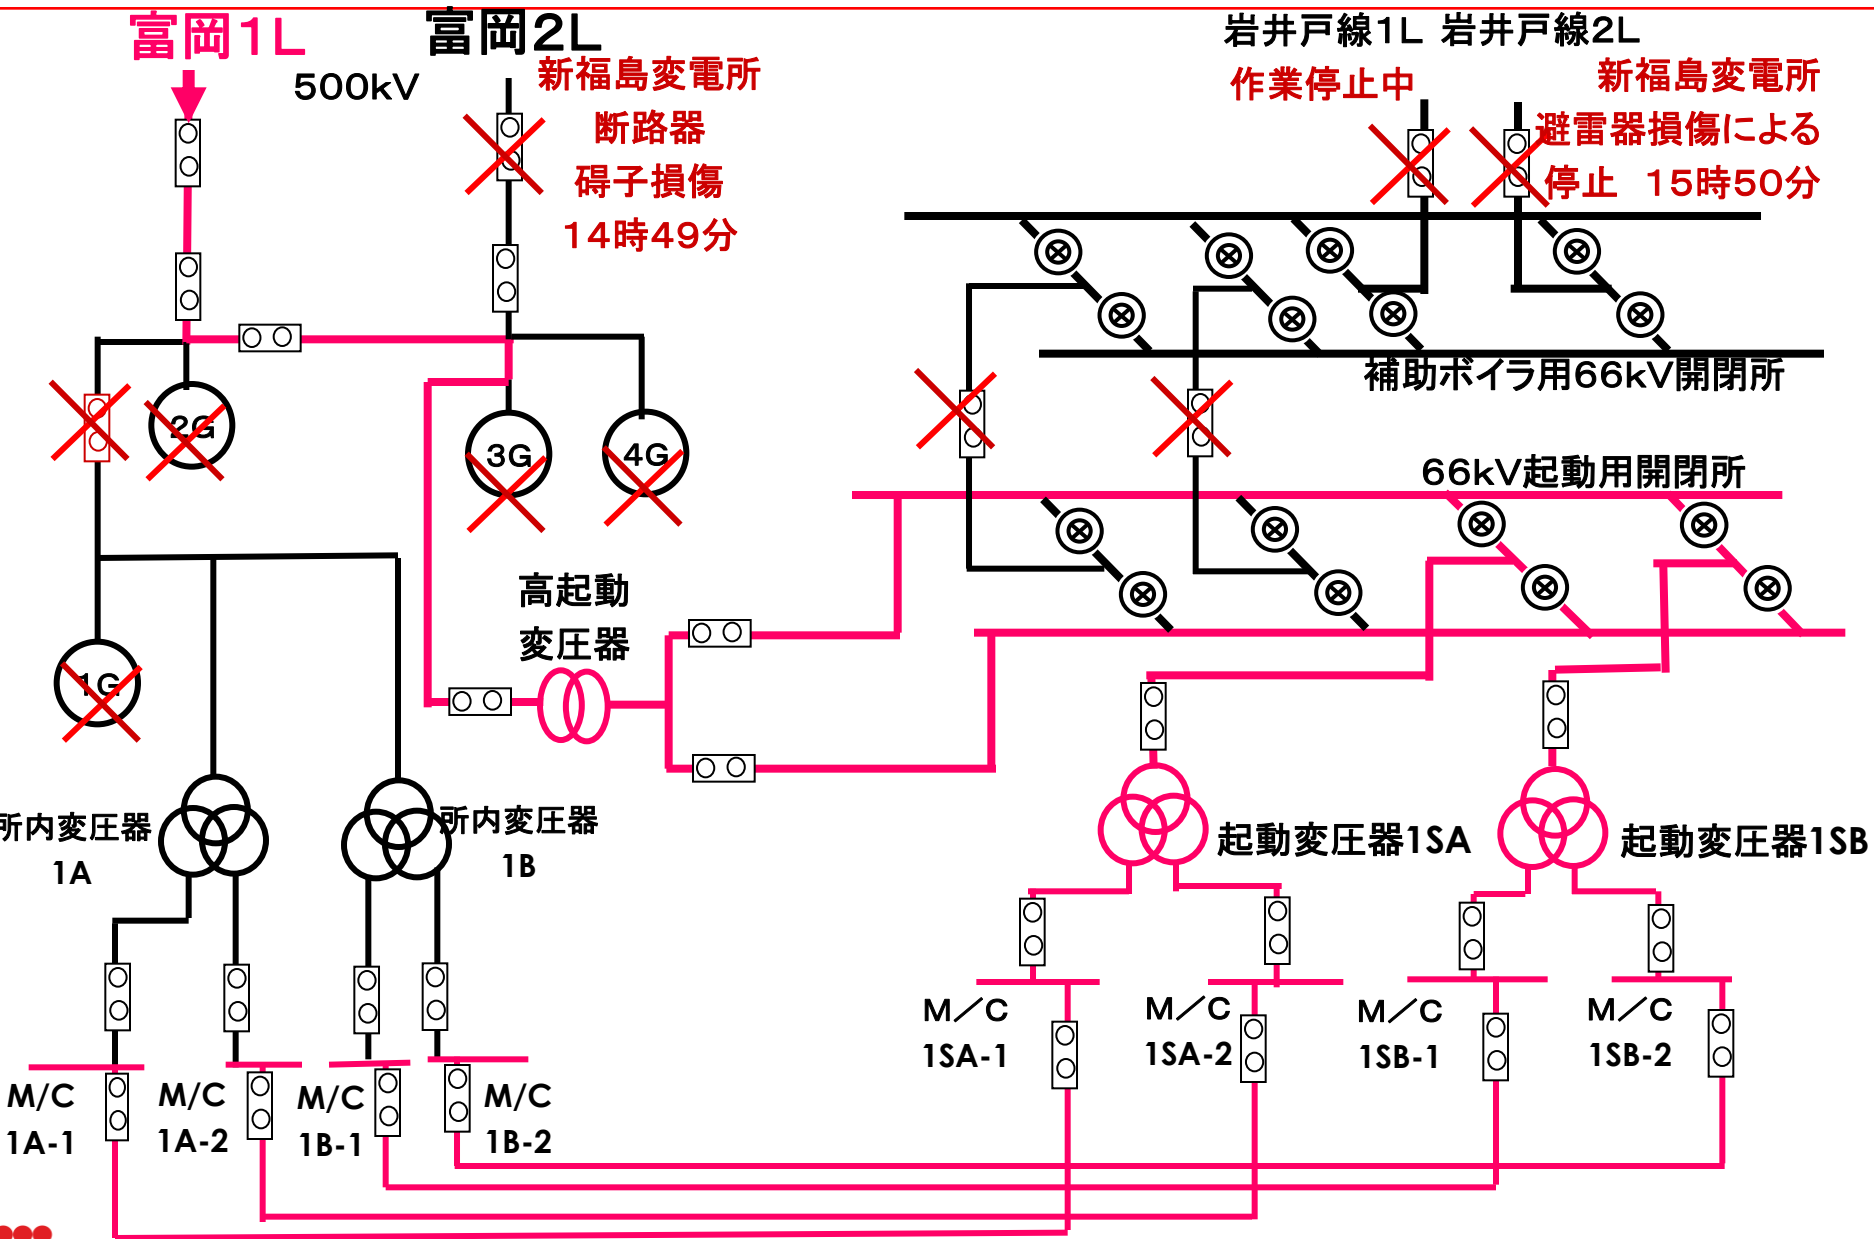 富岡1L
富岡2L
500kV
新福島変電所
断路器
碍子損傷
14時49分
岩井戸線1L 岩井戸線2L
作業停止中
新福島変電所
避雷器損傷による
停止 15時50分
補助ボイラ用66kV開閉所
66kV起動用開閉所
2G
3G
4G
1G
高起動
変圧器
所内変圧器
1A
所内変圧器
1B
起動変圧器1SA
起動変圧器1SB
M／C
1SA-1
M／C
1SA-2
M／C
1SB-1
M／C
1SB-2
M/C
1A-1
M/C
1A-2
M/C
1B-1
M/C
1B-2